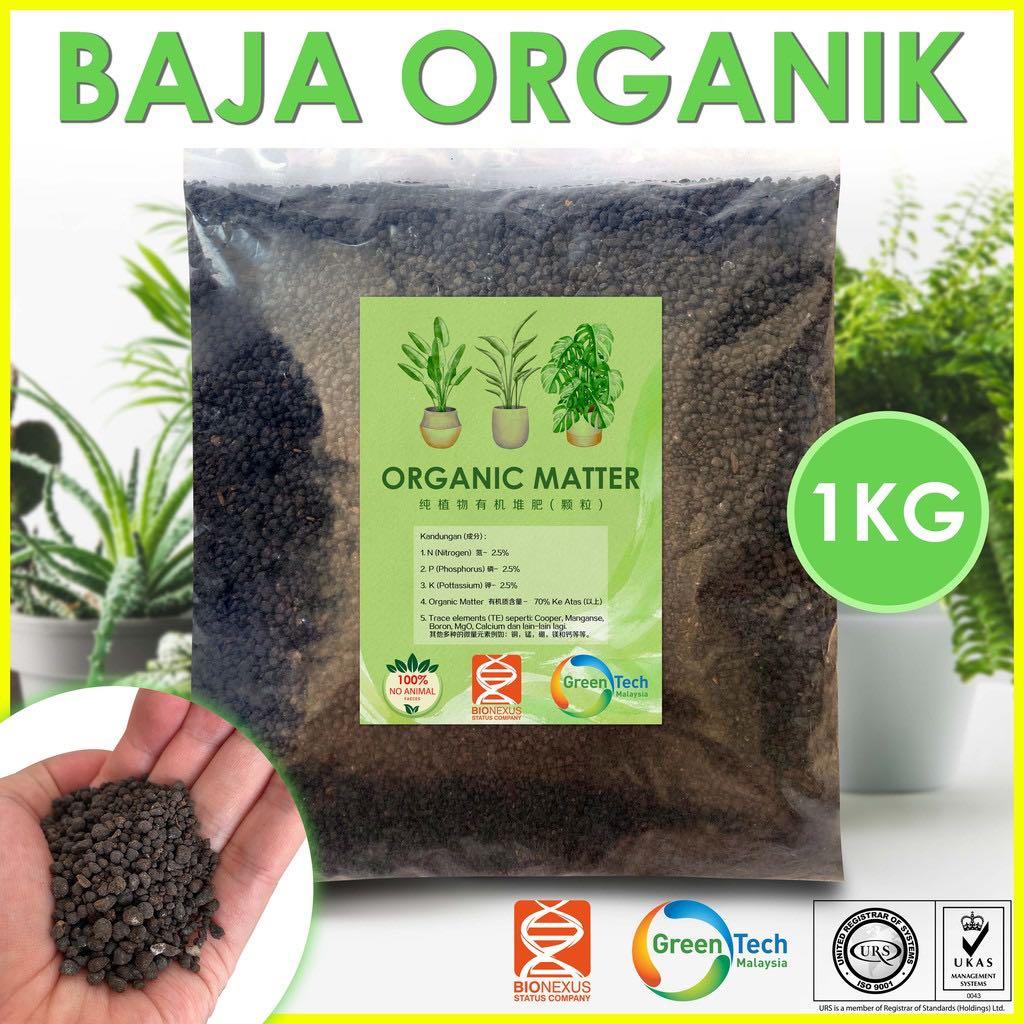 BAJA ORGANIK
ORGANIC MATTER
纯植物有机堆肥(颗粒)
Kandungan (成分):
1. N (Nitrogen) 氮- 2.5%
2. P (Phosphorus) 磷- 2.5%
3. K (Pottassium) 钾- 2.5%
4. Organic Matter 有机质含量- 70% Ke Atas (以上)
5. Trace elements (TE) seperti: Cooper, Manganse,
Boron, MgO, Calcium dan lain-lain lagi.
其他多种的微量元素例如: 铜, 锰, 硼, 镁和钙等等。
100%
NO ANIMAL
FAECES
BIONEXUS
STATUS COMPANY
GreenTech
Malaysia
1KG
BIONEXUS
STATUS COMPANY
GreenTech
Malaysia
UNITED REGISTRAR OF SYSTEMS
URS
ISO 9001
UKAS
MANAGEMENT
SYSTEMS
0043
URS is a member of Registrar of Standards (Holdings) Ltd.